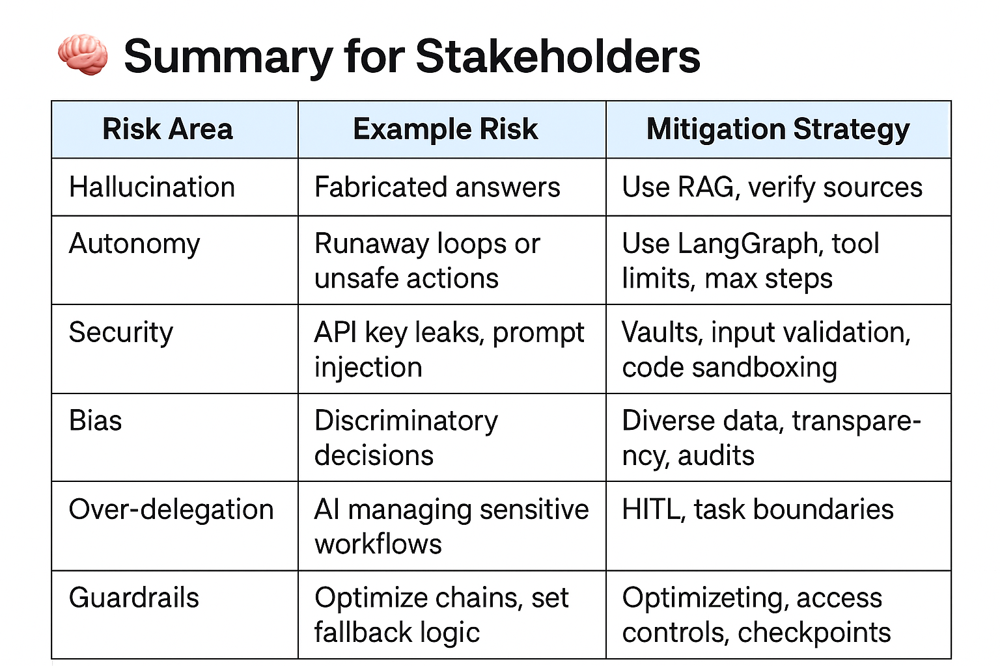 🧠 Summary for Stakeholders
Risk Area Example Risk Mitigation Strategy
Hallucination Fabricated answers Use RAG, verify sources
Autonomy Runaway loops or Use LangGraph, tool
unsafe actions limits, max steps
Security API key leaks, prompt Vaults, input validation,
injection code sandboxing
Bias Discriminatory Diverse data, transpare-
decisions ncy, audits
Over-delegation AI managing sensitive HITL, task boundaries
workflows
Guardrails Optimize chains, set Optimizeting, access
fallback logic controls, checkpoints